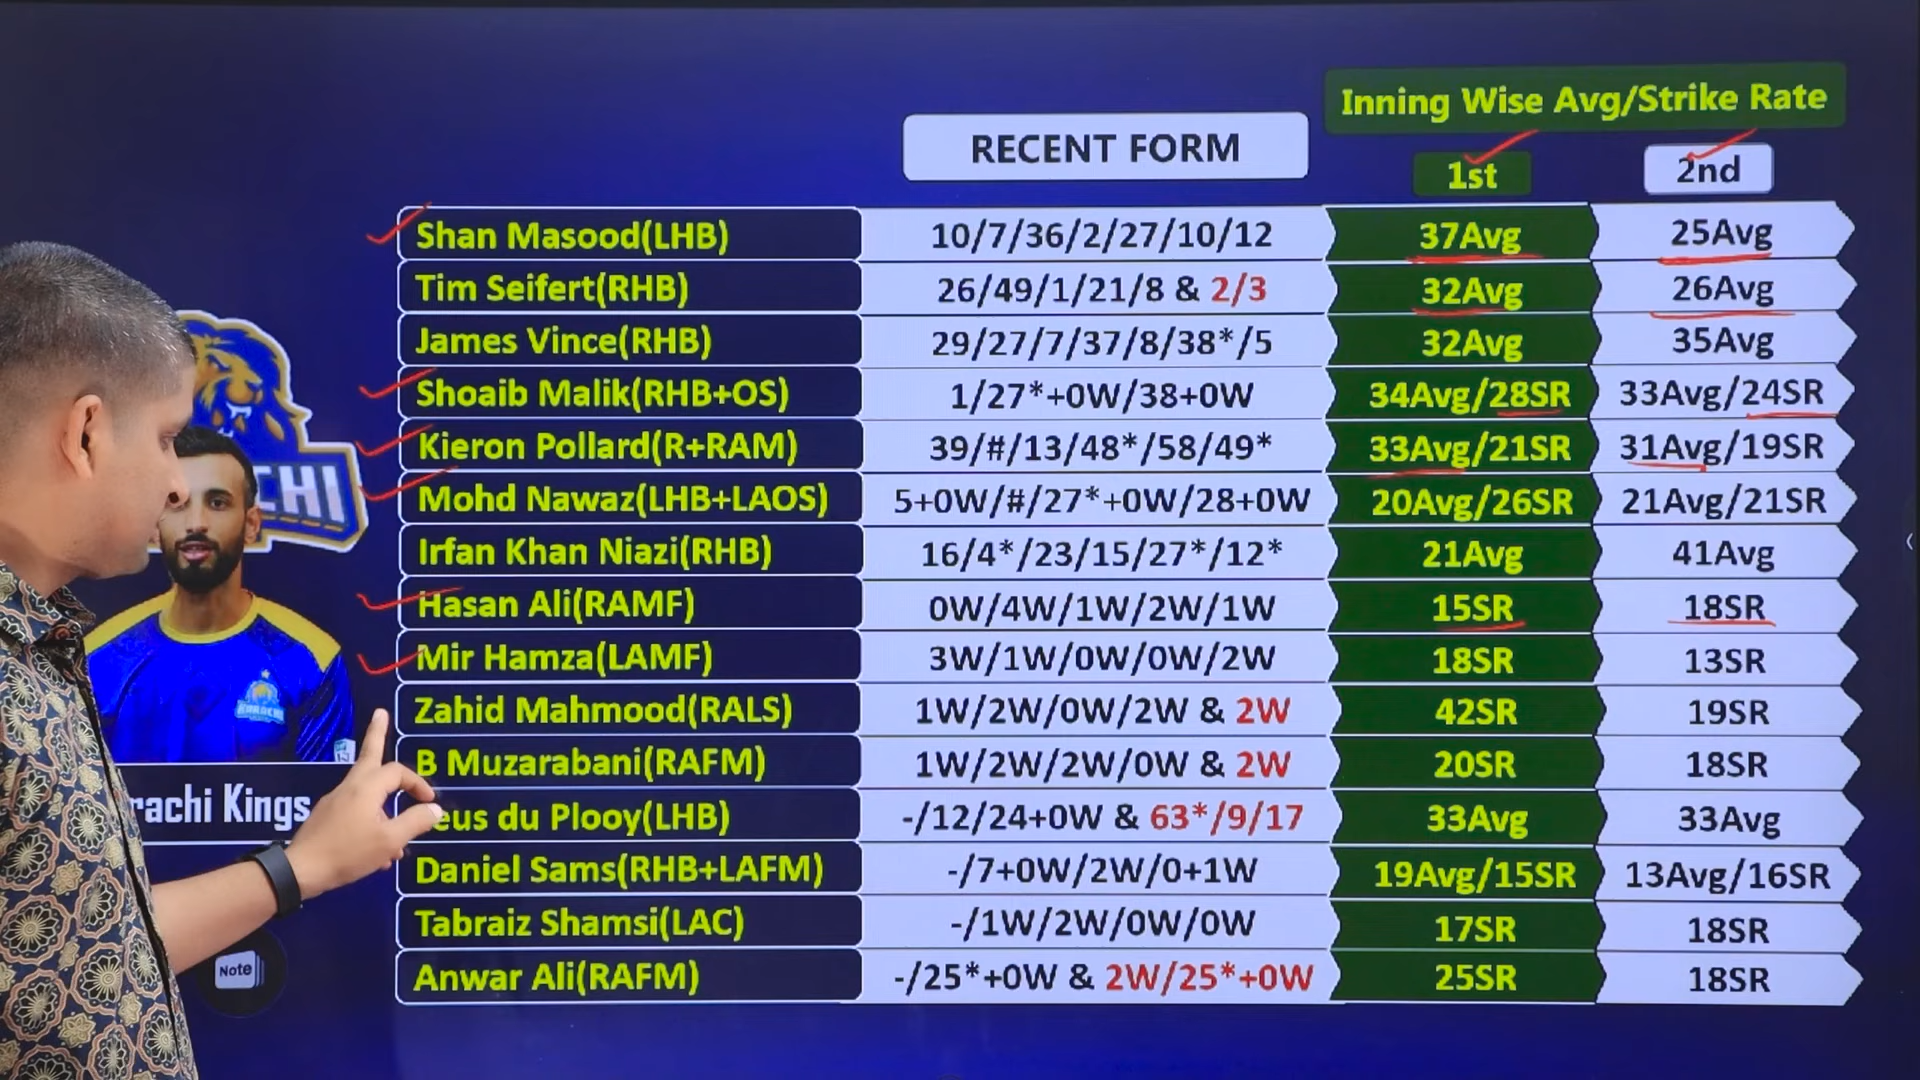 Inning Wise Avg/Strike Rate
RECENT FORM
1st 2nd
Shan Masood(LHB) 10/7/36/2/27/10/12 37Avg 25Avg
Tim Seifert(RHB) 26/49/1/21/8 & 2/3 32Avg 26Avg
James Vince(RHB) 29/27/7/37/8/38*/5 32Avg 35Avg
Shoaib Malik(RHB+OS) 1/27*+0W/38+0W 34Avg/28SR 33Avg/24SR
Kieron Pollard(R+RAM) 39/#/13/48*/58/49* 33Avg/21SR 31Avg/19SR
Mohd Nawaz(LHB+LAOS) 5+0W/#/27*+0W/28+0W 20Avg/26SR 21Avg/21SR
Irfan Khan Niazi(RHB) 16/4*/23/15/27*/12* 21Avg 41Avg
Hasan Ali(RAMF) 0W/4W/1W/2W/1W 15SR 18SR
Mir Hamza(LAMF) 3W/1W/0W/0W/2W 18SR 13SR
Zahid Mahmood(RALS) 1W/2W/0W/2W & 2W 42SR 19SR
B Muzarabani(RAFM) 1W/2W/2W/0W & 2W 20SR 18SR
eus du Plooy(LHB) -/12/24+0W & 63*/9/17 33Avg 33Avg
Daniel Sams(RHB+LAFM) -/7+0W/2W/0+1W 19Avg/15SR 13Avg/16SR
Tabraiz Shamsi(LAC) -/1W/2W/0W/0W 17SR 18SR
Anwar Ali(RAFM) -/25*+0W & 2W/25*+0W 25SR 18SR
CHI
KARACHI
rachi Kings
Note